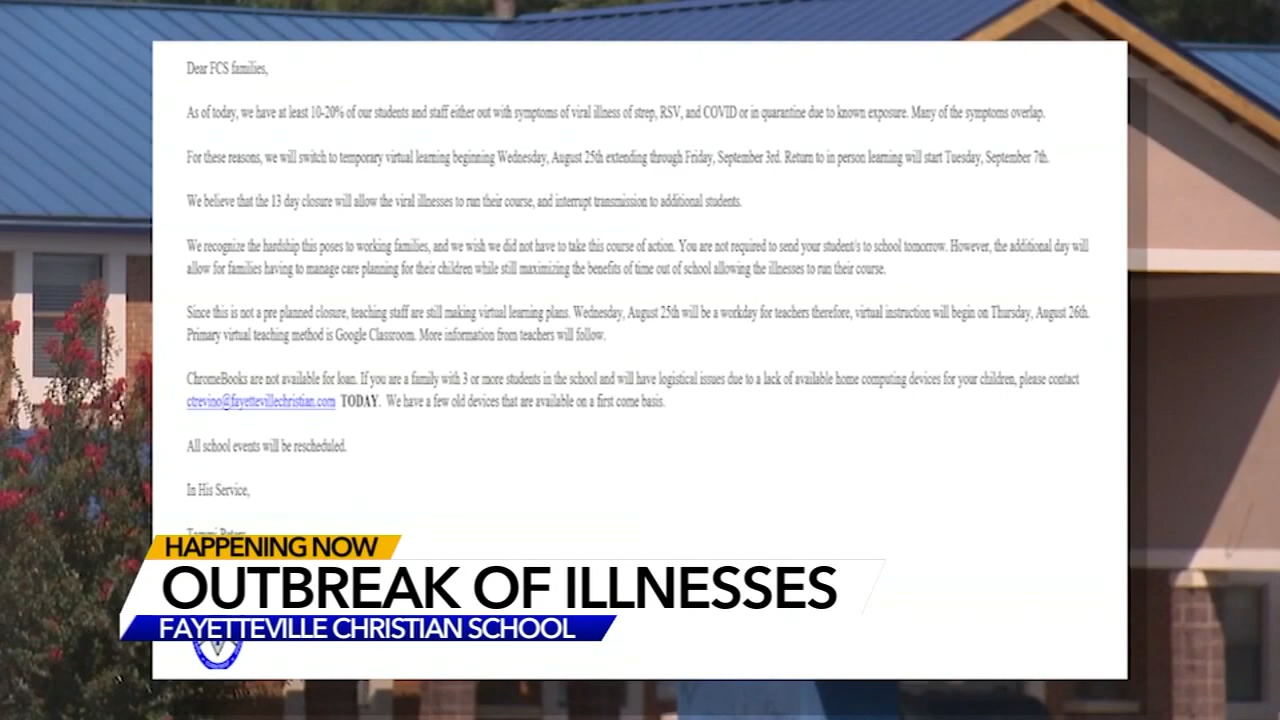 Dear FCS families,
As of today, we have at least 10-20% of our students and staff either out with symptoms of viral illness of strep, RSV, and COVID or in quarantine due to known exposure. Many of the symptoms overlap.
For these reasons, we will switch to temporary virtual learning beginning Wednesday, August 25th extending through Friday, September 3rd. Return to in person learning will start Tuesday, September 7th.
We believe that the 13 day closure will allow the viral illnesses to run their course, and interrupt transmission to additional students.
We recognize the hardship this poses to working families, and we wish we did not have to take this course of action. You are not required to send your student/s to school tomorrow. However, the additional day will
allow for families having to manage care planning for their children while still maximizing the benefits of time out of school allowing the illnesses to run their course.
Since this is not a pre planned closure, teaching staff are still making virtual learning plans. Wednesday, August 25th will be a workday for teachers therefore, virtual instruction will begin on Thursday, August 26th.
Primary virtual teaching method is Google Classroom. More information from teachers will follow.
ChromeBooks are not available for loan. If you are a family with 3 or more students in the school and will have logistical issues due to a lack of available home computing devices for your children, please contact
ctrevino@fayettevillechristian.com TODAY. We have a few old devices that are available on a first come basis.
All school events will be rescheduled.
In His Service,
HAPPENING NOW
OUTBREAK OF ILLNESSES
FAYETTEVILLE CHRISTIAN SCHOOL